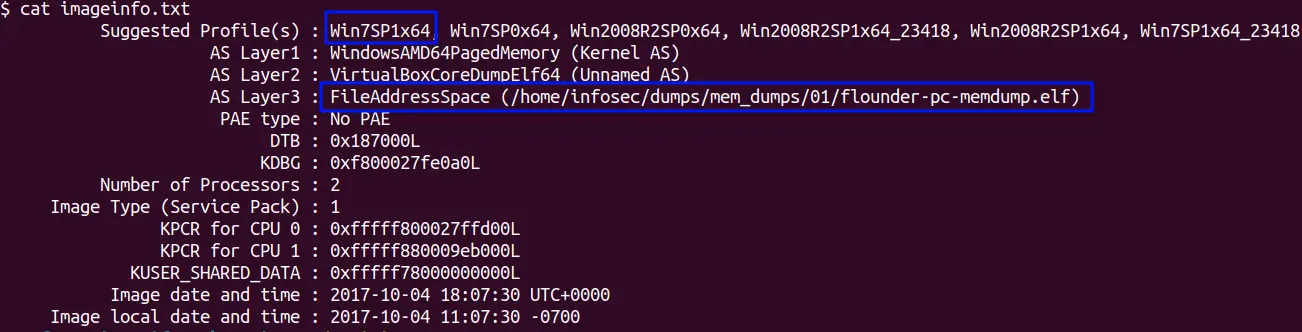 $ cat imageinfo.txt
Suggested Profile(s) : Win7SP1x64, Win7SP0x64, Win2008R2SP0x64, Win2008R2SP1x64_23418, Win2008R2SP1x64, Win7SP1x64_23418
AS Layer1 : WindowsAMD64PagedMemory (Kernel AS)
AS Layer2 : VirtualBoxCoreDumpElf64 (Unnamed AS)
AS Layer3 : FileAddressSpace (/home/infosec/dumps/mem_dumps/01/flounder-pc-memdump.elf)
PAE type : No PAE
DTB : 0x187000L
KDBG : 0xf800027fe0a0L
Number of Processors : 2
Image Type (Service Pack) : 1
KPCR for CPU 0 : 0xfffff800027ffd00L
KPCR for CPU 1 : 0xfffff880009eb000L
KUSER_SHARED_DATA : 0xfffff78000000000L
Image date and time : 2017-10-04 18:07:30 UTC+0000
Image local date and time : 2017-10-04 11:07:30 -0700